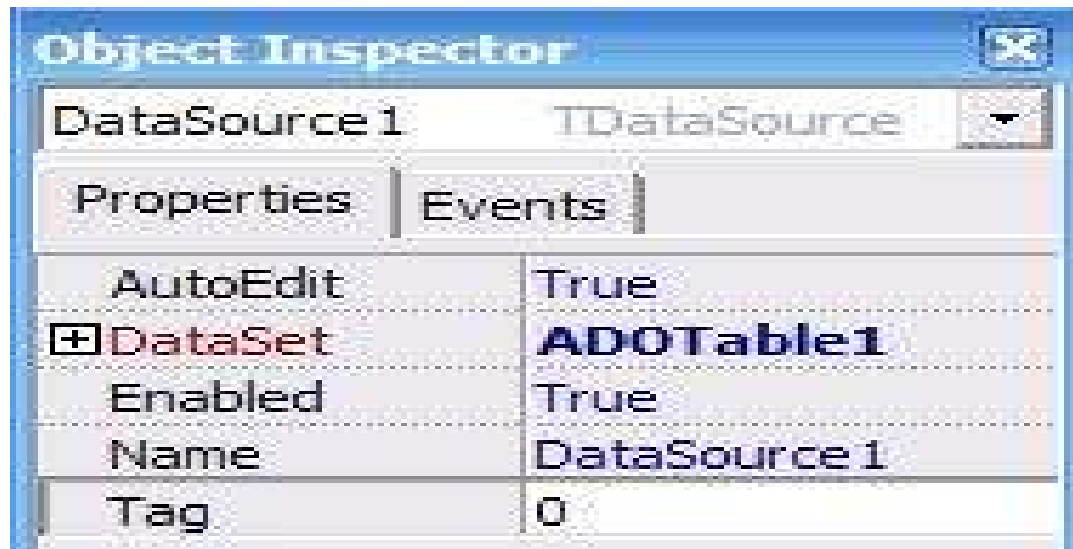 Object Inspector
DataSource1 TDataSource
Properties Events
AutoEdit True
DataSet ADOTable1
Enabled True
Name DataSource1
Tag 0